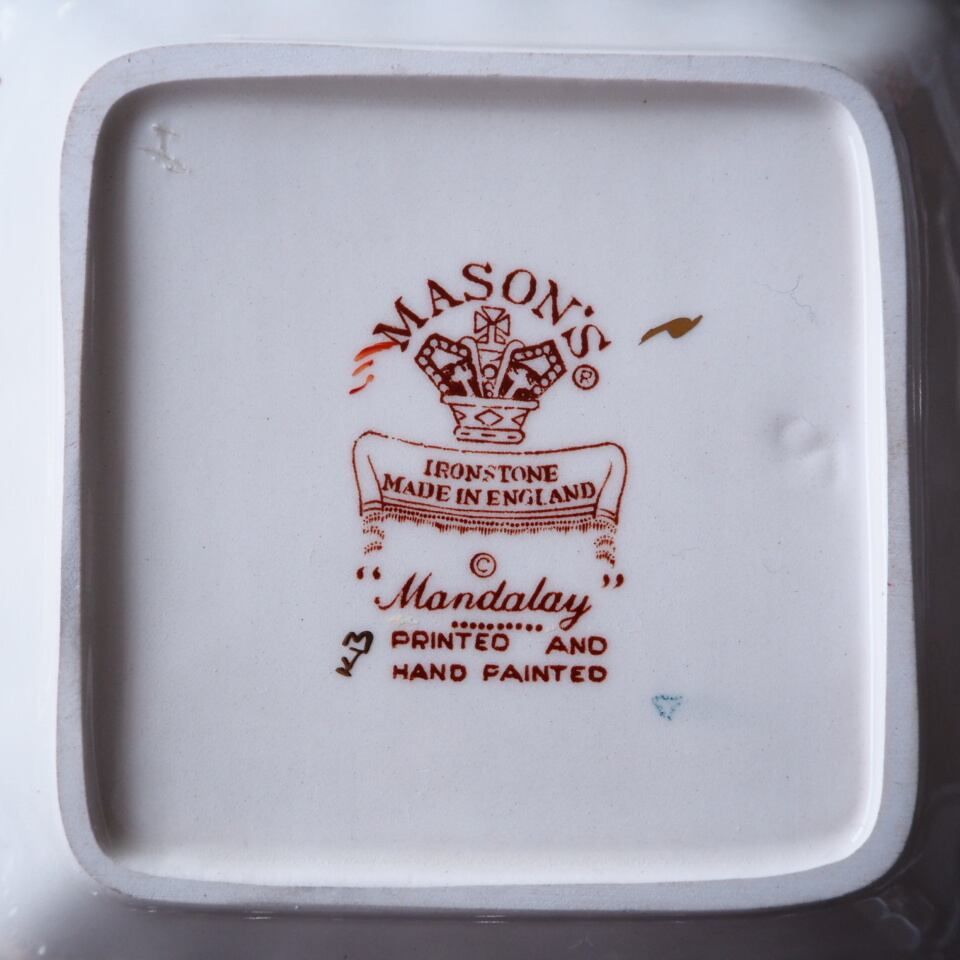 MASON'S
®
IRONSTONE
MADE IN ENGLAND
©
"Mandalay"
PRINTED AND
HAND PAINTED